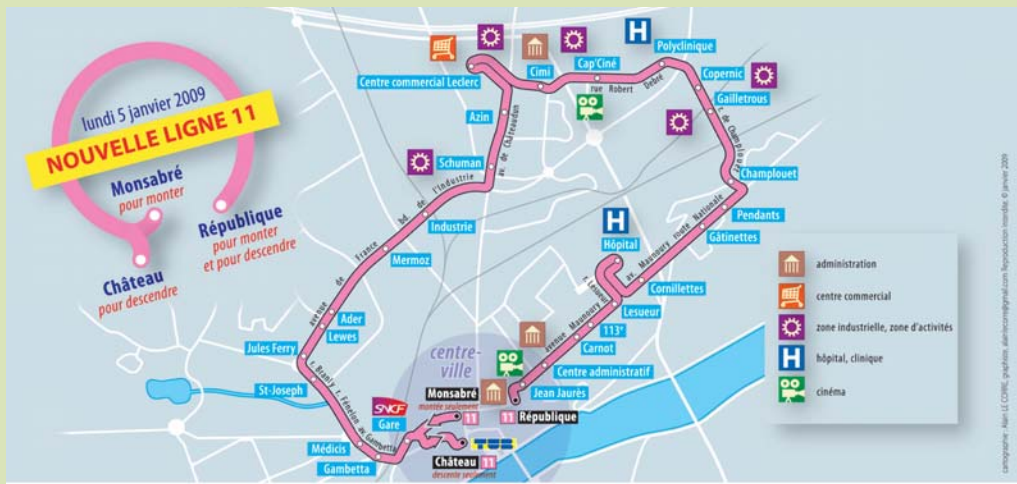 lundi 5 janvier 2009
NOUVELLE LIGNE 11
Monsabré
pour monter
République
pour monter
et pour descendre
Château
pour descendre
Centre commercial Leclerc
Cimi
Cap'Ciné
Polyclinique
Copernic
Gailletrous
rue Robert Debré
r. de Champlouet
Azin
av. de Châteaudun
Schuman
bd. de l'Industrie
Industrie
Mermoz
avenue de France
Ader
Lewes
Jules Ferry
St-Joseph
r. Branly
r. Fénelon
av. Gambetta
Médicis
Gambetta
SNCF
Gare
Champlouet
Pendants
Gâtinettes
route Nationale
av. Maunoury
H
Hôpital
r. Lesueur
Cornillettes
Lesueur
113e
Carnot
avenue Maunoury
Centre administratif
Jean Jaurès
centre-
ville
Monsabré
montée seulement
11
11 République
TUB
Château 11
descente seulement
administration
centre commercial
zone industrielle, zone d'activités
H hôpital, clinique
cinéma
H